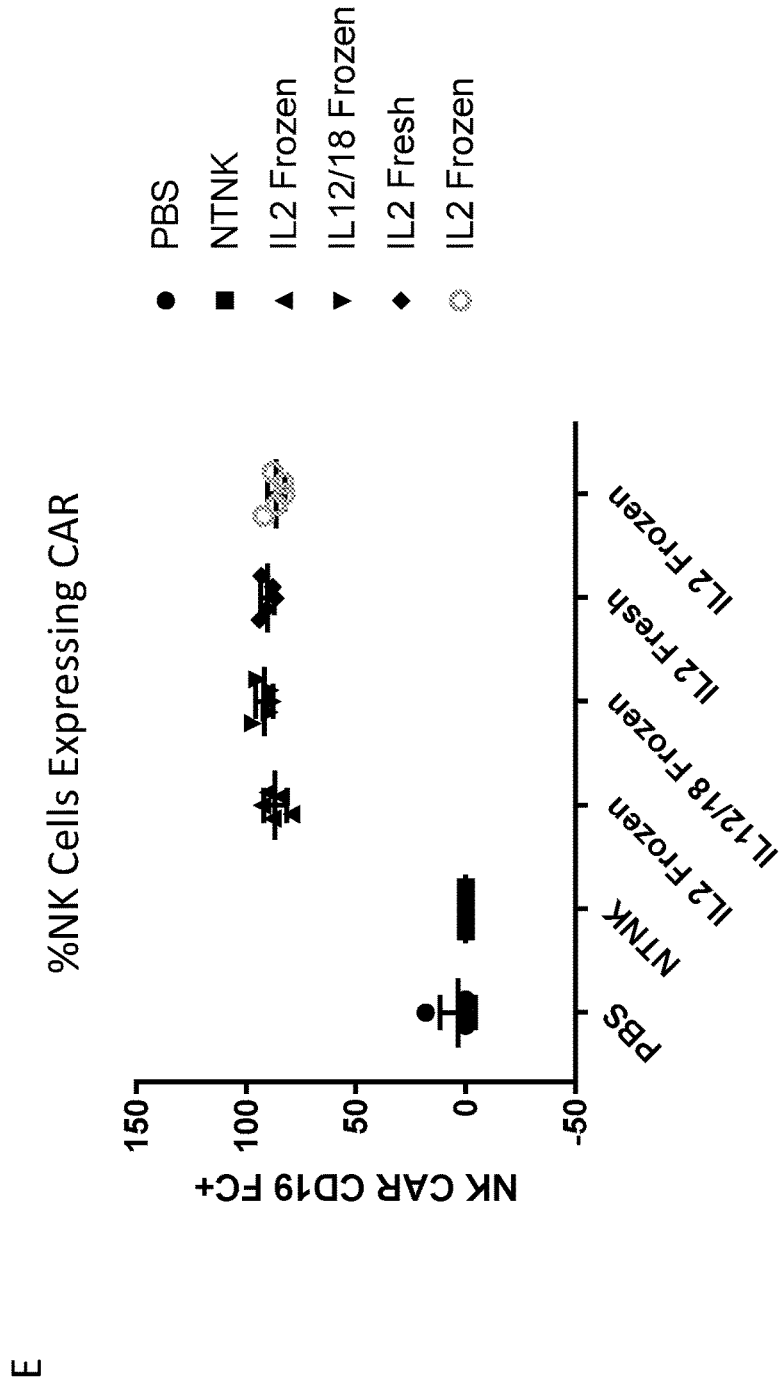 E
%NK Cells Expressing CAR
NK CAR CD19 FC+
150
100
50
0
-50
PBS
NTNK
IL2 Frozen
IL12/18 Frozen
IL2 Fresh
IL2 Frozen
PBS
NTNK
IL2 Frozen
IL12/18 Frozen
IL2 Fresh
IL2 Frozen